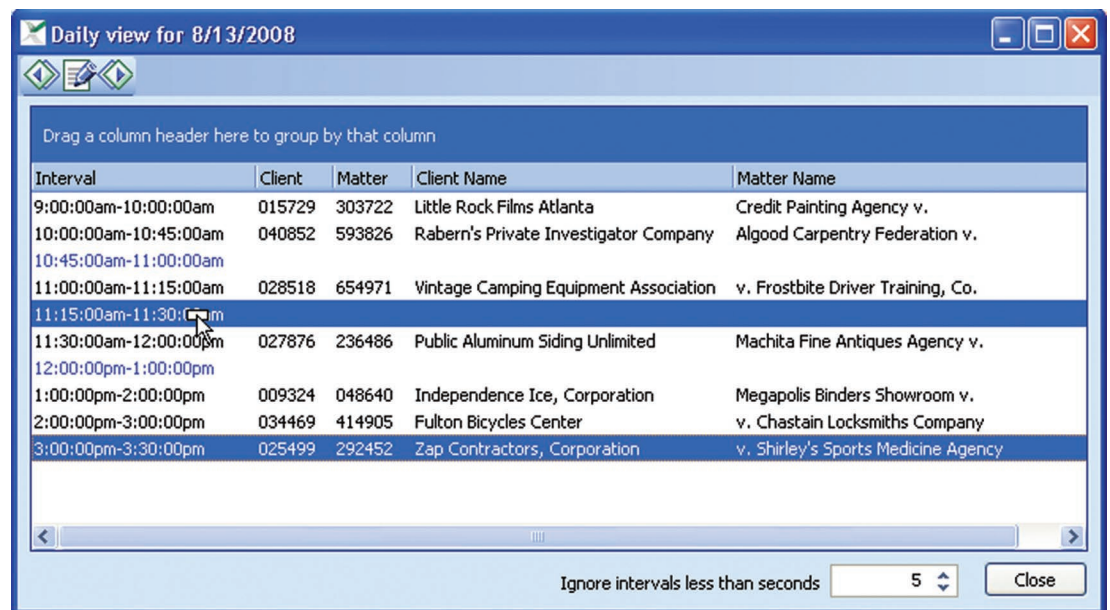 Daily view for 8/13/2008
Drag a column header here to group by that column
Interval Client Matter Client Name Matter Name
9:00:00am-10:00:00am 015729 303722 Little Rock Films Atlanta Credit Painting Agency v.
10:00:00am-10:45:00am 040852 593826 Rabern's Private Investigator Company Algood Carpentry Federation v.
10:45:00am-11:00:00am
11:00:00am-11:15:00am 028518 654971 Vintage Camping Equipment Association v. Frostbite Driver Training, Co.
11:15:00am-11:30:
11:30:00am-12:00:00pm 027876 236486 Public Aluminum Siding Unlimited Machita Fine Antiques Agency v.
12:00:00pm-1:00:00pm
1:00:00pm-2:00:00pm 009324 048640 Independence Ice, Corporation Megapolis Binders Showroom v.
2:00:00pm-3:00:00pm 034469 414905 Fulton Bicycles Center v. Chastain Locksmiths Company
3:00:00pm-3:30:00pm 025499 292452 Zap Contractors, Corporation v. Shirley's Sports Medicine Agency
Ignore intervals less than seconds 5 Close